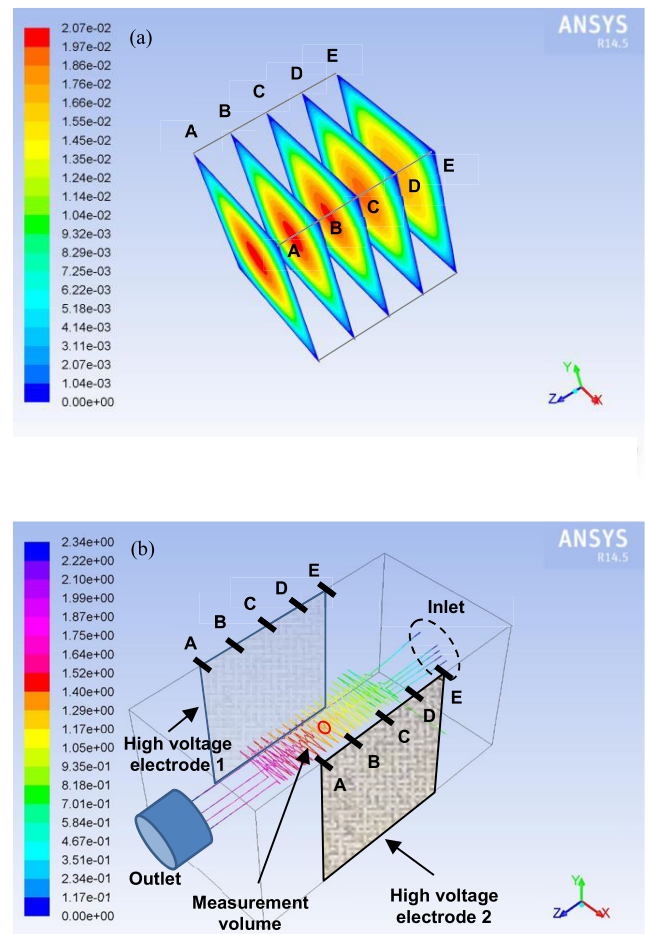 (a)
ANSYS
R14.5
2.07e-02
1.97e-02
1.86e-02
1.76e-02
1.66e-02
1.55e-02
1.45e-02
1.35e-02
1.24e-02
1.14e-02
1.04e-02
9.32e-03
8.29e-03
7.25e-03
6.22e-03
5.18e-03
4.14e-03
3.11e-03
2.07e-03
1.04e-03
0.00e+00
A
B
C
D
E
A
B
C
D
E
Y
Z
X
(b)
ANSYS
R14.5
2.34e+00
2.22e+00
2.10e+00
1.99e+00
1.87e+00
1.75e+00
1.64e+00
1.52e+00
1.40e+00
1.29e+00
1.17e+00
1.05e+00
9.35e-01
8.18e-01
7.01e-01
5.84e-01
4.67e-01
3.51e-01
2.34e-01
1.17e-01
0.00e+00
A
B
C
D
E
Inlet
E
D
C
B
A
O
High voltage
electrode 1
Outlet
Measurement
volume
High voltage
electrode 2
Y
Z
X